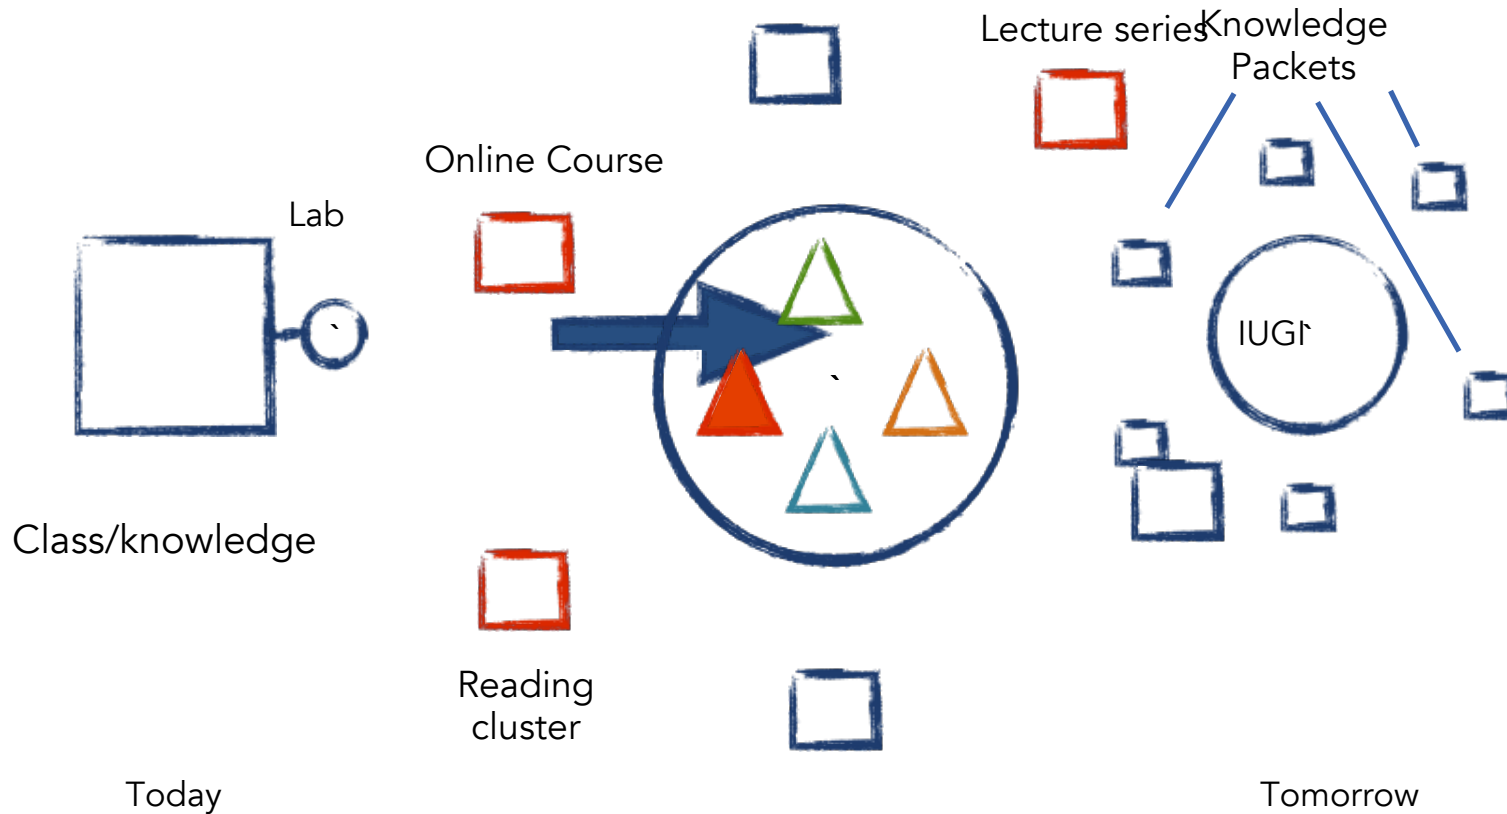 Lecture series
Knowledge
Packets
Online Course
Lab
`
IUGI`
`
Class/knowledge
Reading
cluster
Today
Tomorrow